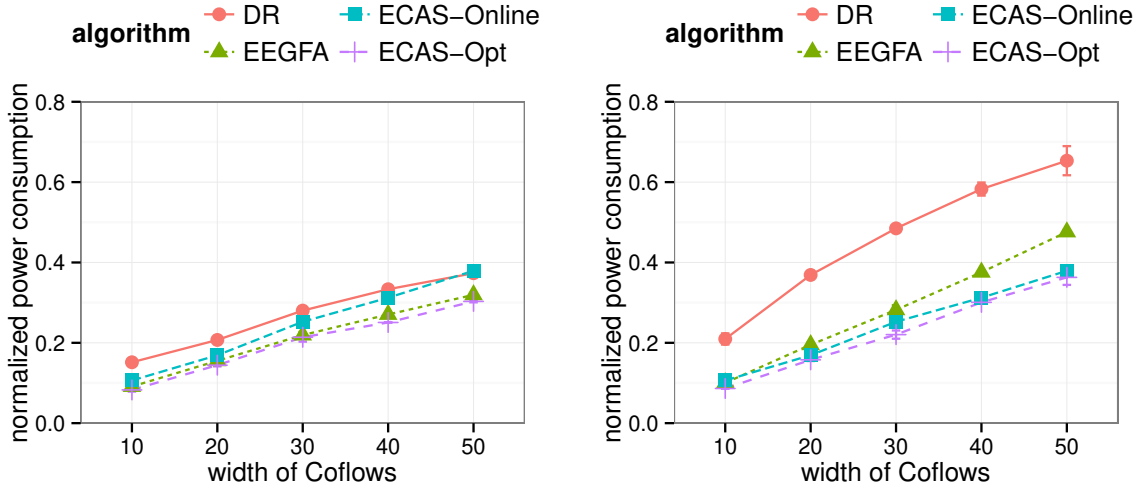 algorithm
DR
ECAS−Online
EEGFA
ECAS−Opt
normalized power consumption
0.8
0.6
0.4
0.2
0.0
10 20 30 40 50
width of Coflows
algorithm
DR
ECAS−Online
EEGFA
ECAS−Opt
normalized power consumption
0.8
0.6
0.4
0.2
0.0
10 20 30 40 50
width of Coflows